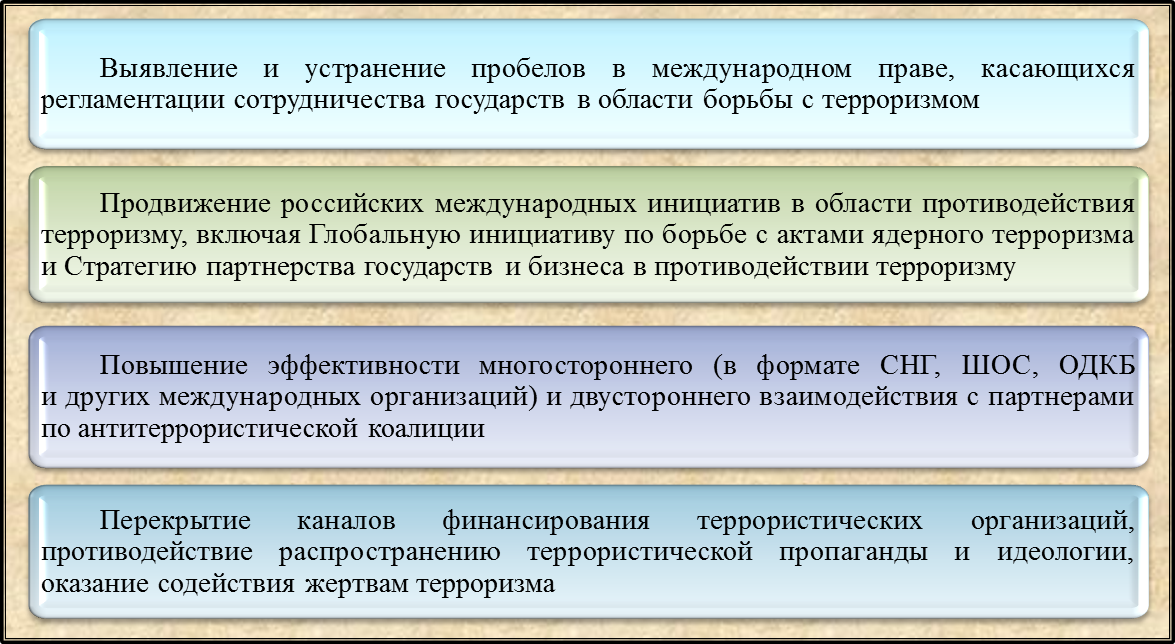 Выявление и устранение пробелов в международном праве, касающихся
регламентации сотрудничества государств в области борьбы с терроризмом
Продвижение российских международных инициатив в области противодействия
терроризму, включая Глобальную инициативу по борьбе с актами ядерного терроризма
и Стратегию партнерства государств и бизнеса в противодействии терроризму
Повышение эффективности многостороннего (в формате СНГ, ШОС, ОДКБ
и других международных организаций) и двустороннего взаимодействия с партнерами
по антитеррористической коалиции
Перекрытие каналов финансирования террористических организаций,
противодействие распространению террористической пропаганды и идеологии,
оказание содействия жертвам терроризма